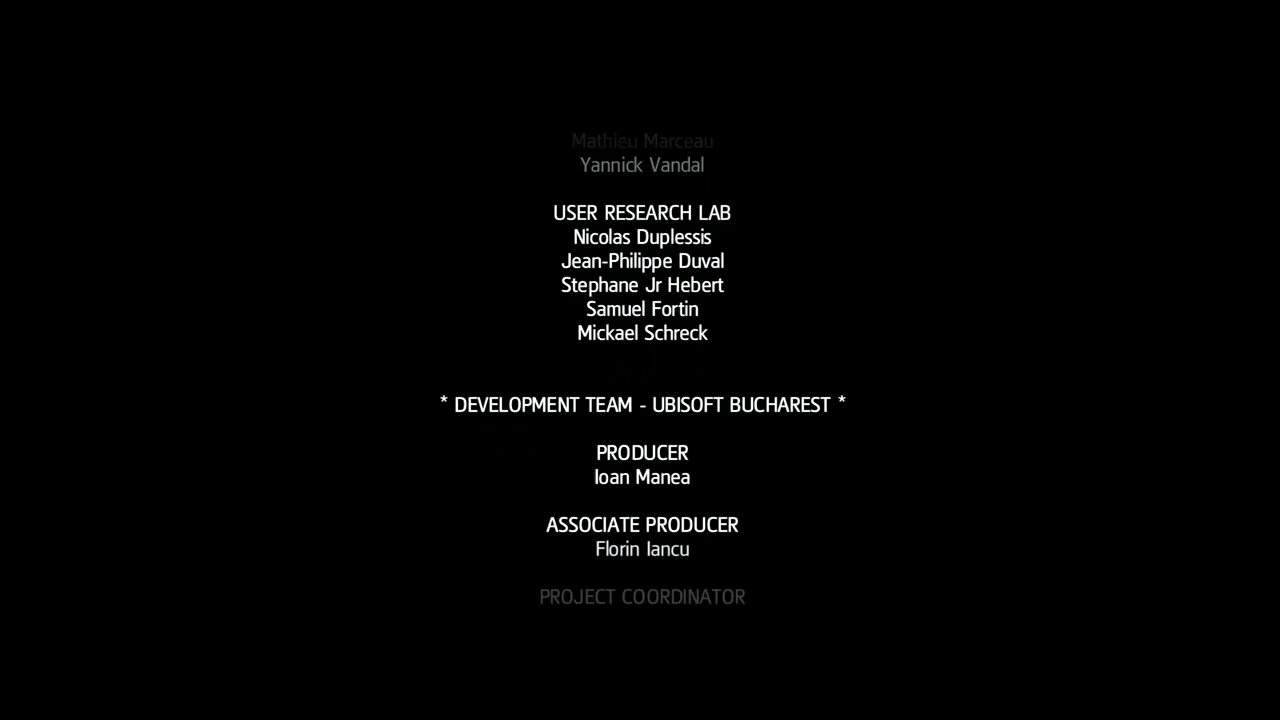 Mathieu Marceau
Yannick Vandal
USER RESEARCH LAB
Nicolas Duplessis
Jean-Philippe Duval
Stephane Jr Hebert
Samuel Fortin
Mickael Schreck
* DEVELOPMENT TEAM - UBISOFT BUCHAREST *
PRODUCER
Ioan Manea
ASSOCIATE PRODUCER
Florin Iancu
PROJECT COORDINATOR